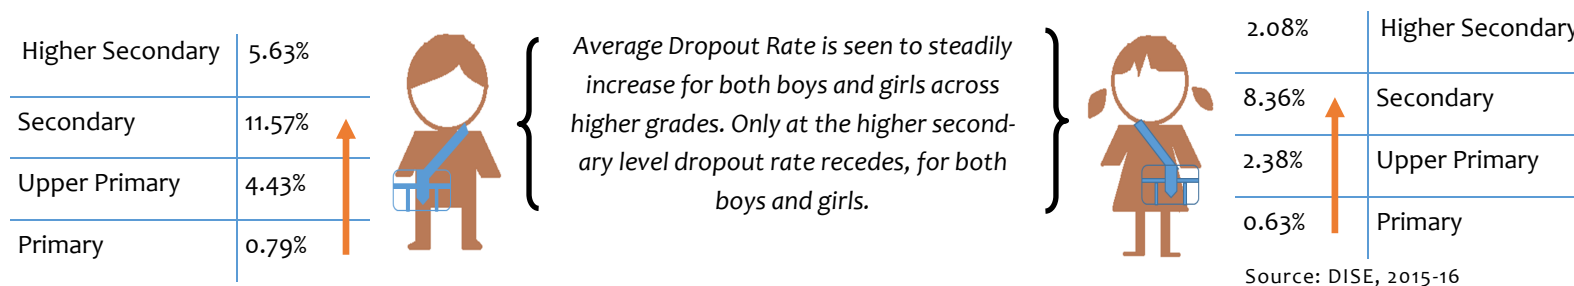 Higher Secondary 5.63%
Secondary 11.57%
Upper Primary 4.43%
Primary 0.79%
Average Dropout Rate is seen to steadily
increase for both boys and girls across
higher grades. Only at the higher second-
ary level dropout rate recedes, for both
boys and girls.
2.08% Higher Secondary
8.36% Secondary
2.38% Upper Primary
0.63% Primary
Source: DISE, 2015-16